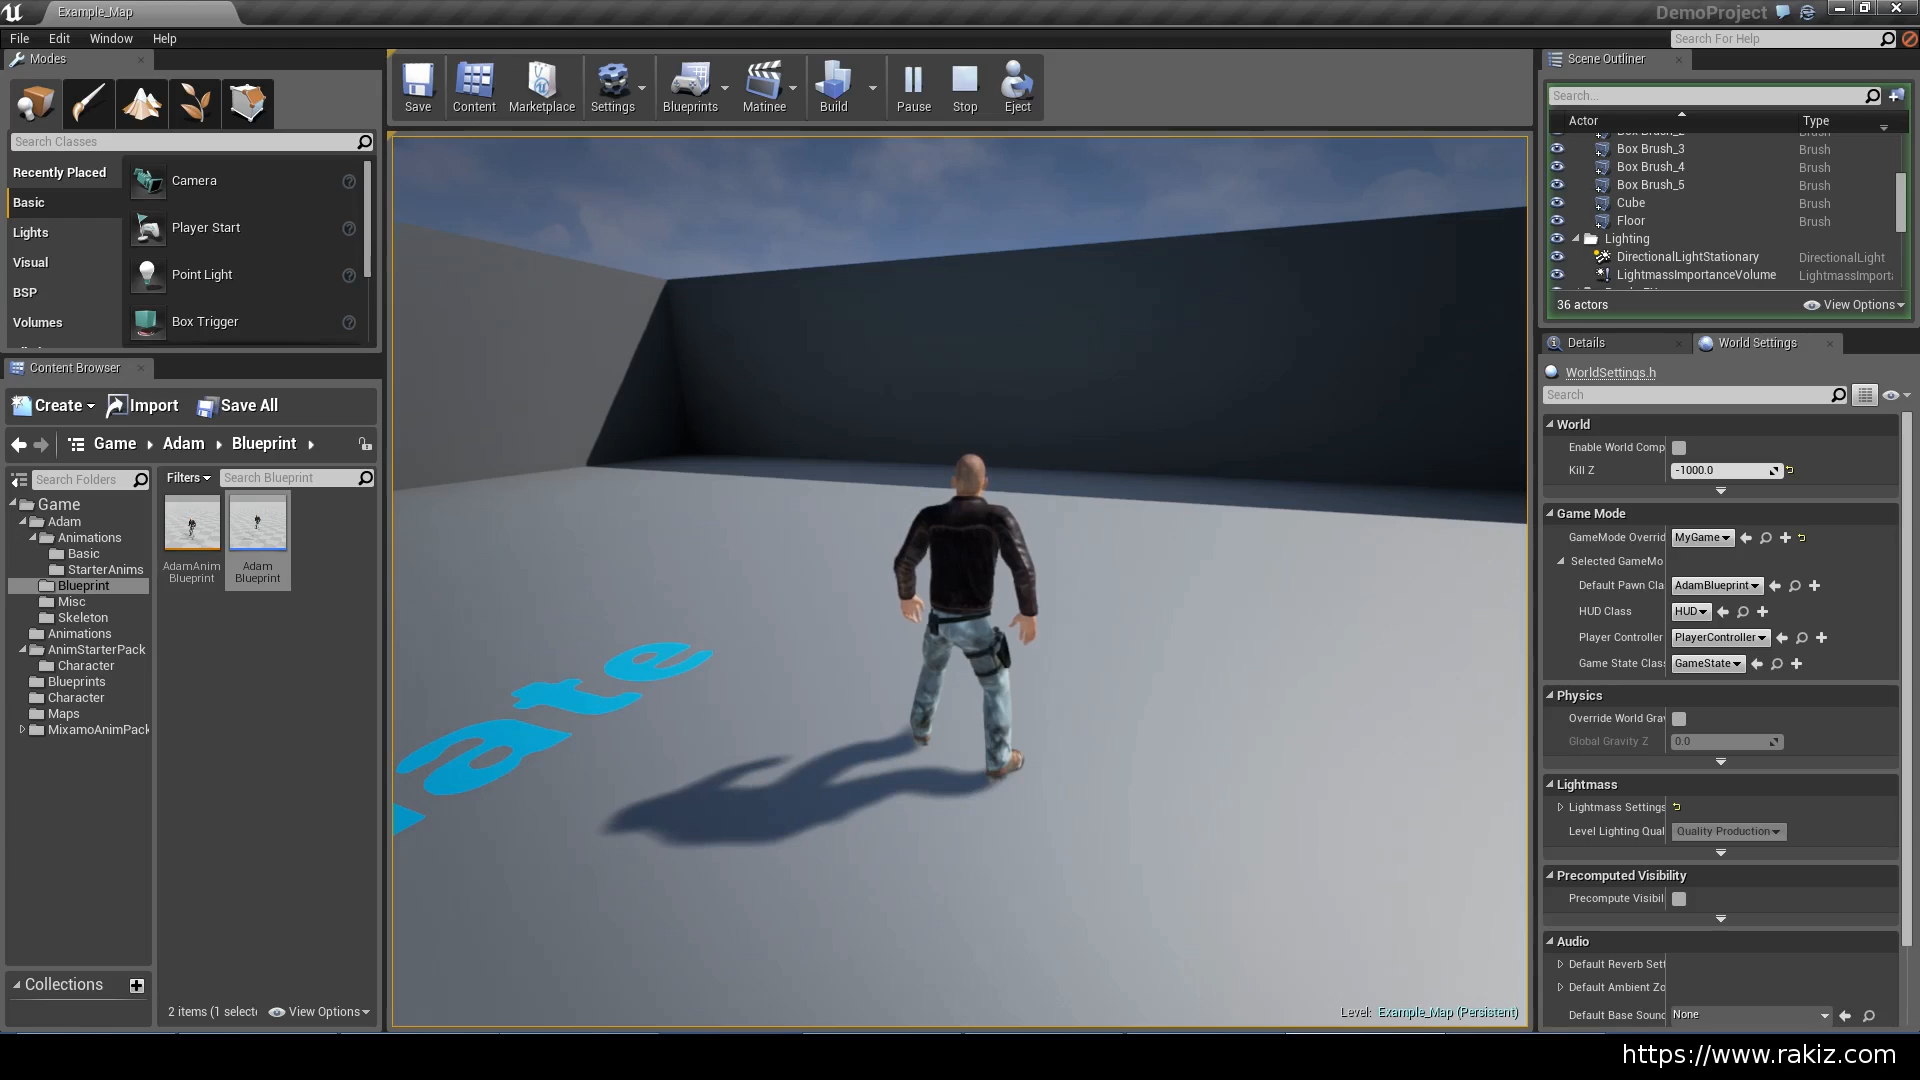 Example_Map
DemoProject
File Edit Window Help
Search For Help
Modes
Search Classes
Recently Placed
Basic
Lights
Visual
BSP
Volumes
Camera
Player Start
Point Light
Box Trigger
Content Browser
Create Import Save All
Game Adam Blueprint
Search Folders
Filters Search Blueprint
Game
Adam
Animations
Basic
StarterAnims
Blueprint
Misc
Skeleton
Animations
AnimStarterPack
Character
Blueprints
Character
Maps
MixamoAnimPack
AdamAnim
Blueprint
Adam
Blueprint
Collections
2 items (1 selecte View Options
Save Content Marketplace Settings Blueprints Matinee Build Pause Stop Eject
ate
Level: Example_Map (Persistent)
Scene Outliner
Search...
Actor Type
Box Brush_2 Brush
Box Brush_3 Brush
Box Brush_4 Brush
Box Brush_5 Brush
Cube Brush
Floor Brush
Lighting
DirectionalLightStationary DirectionalLight
LightmassImportanceVolume LightmassImporta
36 actors View Options
Details World Settings
WorldSettings.h
Search
World
Enable World Comp
Kill Z -1000.0
Game Mode
GameMode Overrid MyGame
Selected GameMo
Default Pawn Cla AdamBlueprint
HUD Class HUD
Player Controller PlayerController
Game State Clas GameState
Physics
Override World Gra
Global Gravity Z 0.0
Lightmass
Lightmass Settings
Level Lighting Qual Quality Production
Precomputed Visibility
Precompute Visibil
Audio
Default Reverb Sett
Default Ambient Zo
Default Base Sound None
https://www.rakiz.com